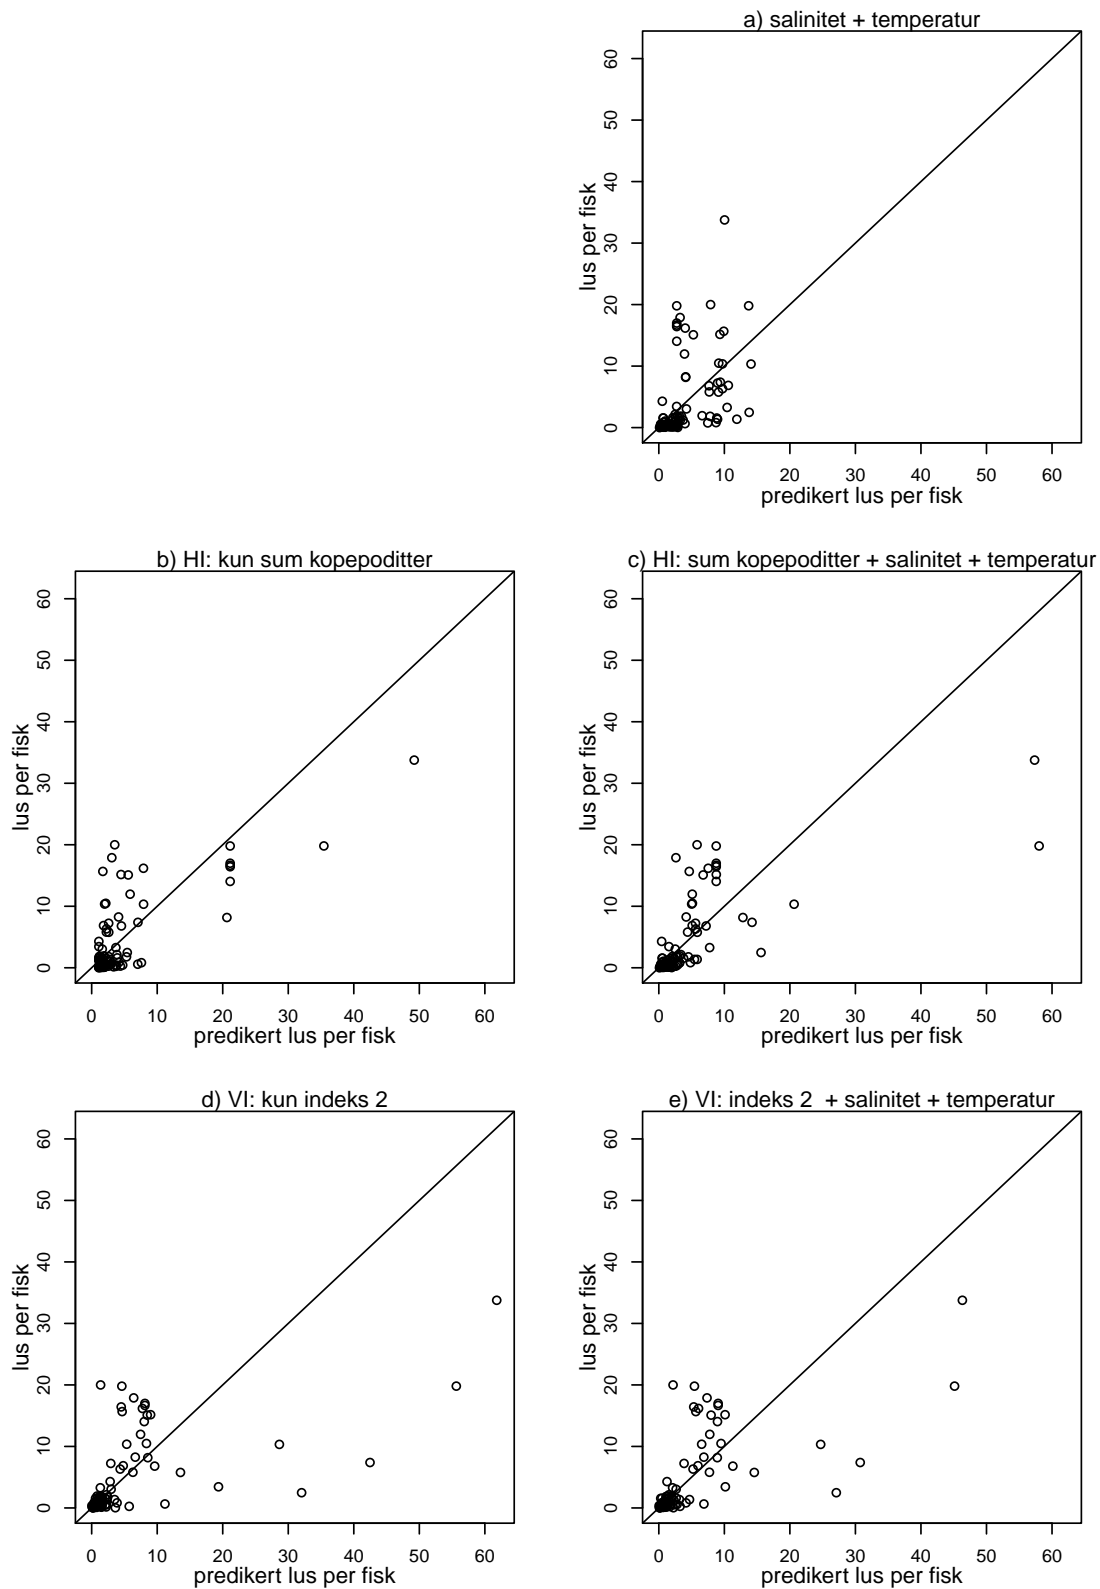 a) salinitet + temperatur
60
50
40
30
20
10
0
lus per fisk
0 10 20 30 40 50 60
predikert lus per fisk
b) HI: kun sum kopepoditter
60
50
40
30
20
10
0
lus per fisk
0 10 20 30 40 50 60
predikert lus per fisk
c) HI: sum kopepoditter + salinitet + temperatur
60
50
40
30
20
10
0
lus per fisk
0 10 20 30 40 50 60
predikert lus per fisk
d) VI: kun indeks 2
60
50
40
30
20
10
0
lus per fisk
0 10 20 30 40 50 60
predikert lus per fisk
e) VI: indeks 2  + salinitet + temperatur
60
50
40
30
20
10
0
lus per fisk
0 10 20 30 40 50 60
predikert lus per fisk